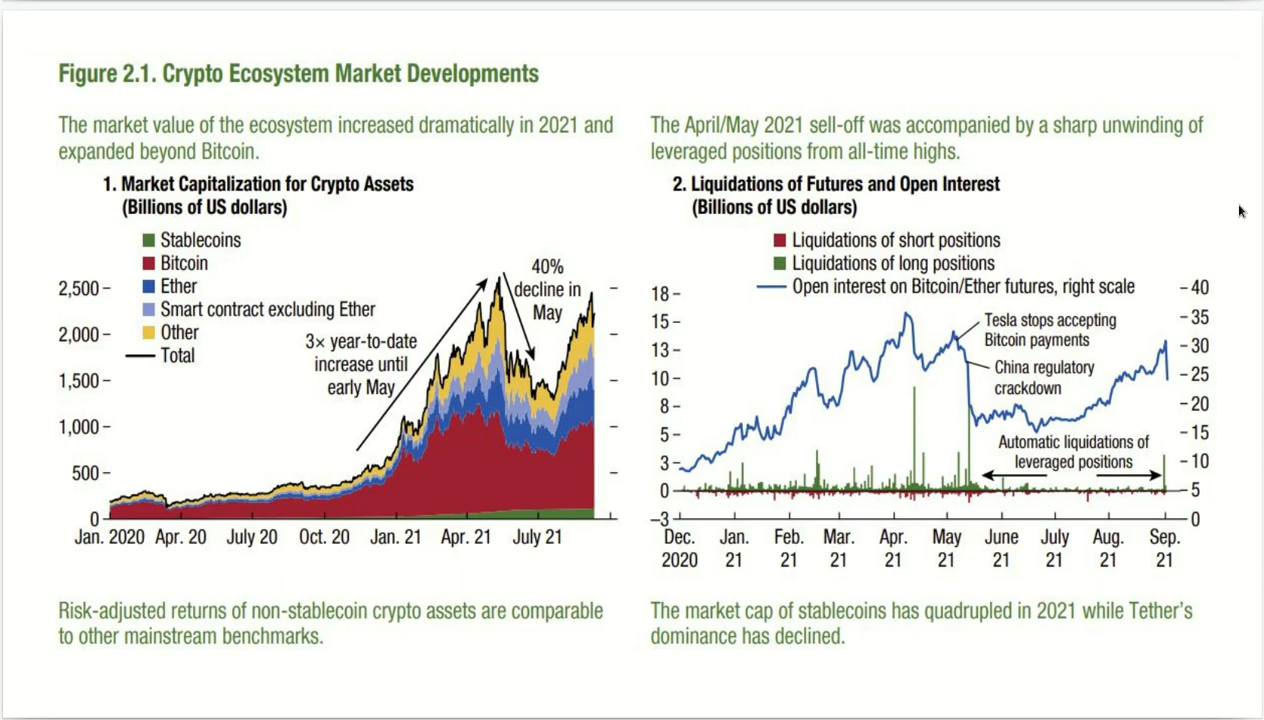 Figure 2.1. Crypto Ecosystem Market Developments
The market value of the ecosystem increased dramatically in 2021 and
expanded beyond Bitcoin.
1. Market Capitalization for Crypto Assets
(Billions of US dollars)
Stablecoins
Bitcoin
Ether
Smart contract excluding Ether
Other
Total
2,500
2,000
1,500
1,000
500
0
3× year-to-date
increase until
early May
40%
decline in
May
Jan. 2020 Apr. 20 July 20 Oct. 20 Jan. 21 Apr. 21 July 21
The April/May 2021 sell-off was accompanied by a sharp unwinding of
leveraged positions from all-time highs.
2. Liquidations of Futures and Open Interest
(Billions of US dollars)
Liquidations of short positions
Liquidations of long positions
Open interest on Bitcoin/Ether futures, right scale
18
15
13
10
8
5
3
0
–3
Tesla stops accepting
Bitcoin payments
China regulatory
crackdown
Automatic liquidations of
leveraged positions
40
35
30
25
20
15
10
5
0
Dec. Jan. Feb. Mar. Apr. May June July Aug. Sep.
2020 21 21 21 21 21 21 21 21 21
Risk-adjusted returns of non-stablecoin crypto assets are comparable
to other mainstream benchmarks.
The market cap of stablecoins has quadrupled in 2021 while Tether's
dominance has declined.